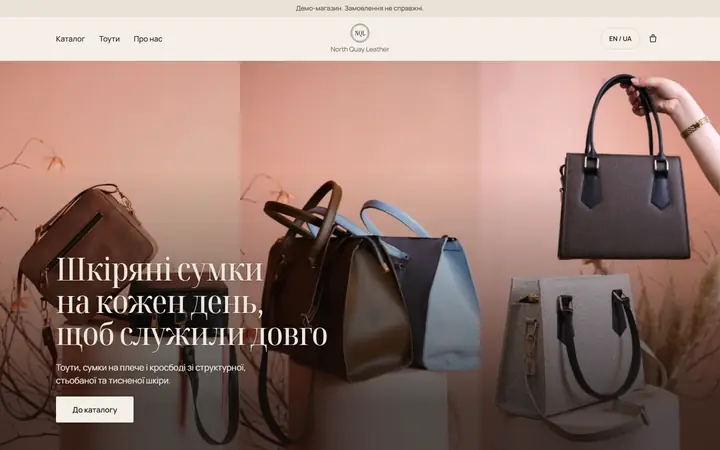 Демо-магазин. Замовлення не справжні.
Каталог
Тоути
Про нас
NQL
North Quay Leather
EN / UA
Шкіряні сумки
на кожен день,
щоб служили довго
Тоути, сумки на плече і кросбоді зі структурної,
стьобаної та тисненої шкіри.
До каталогу